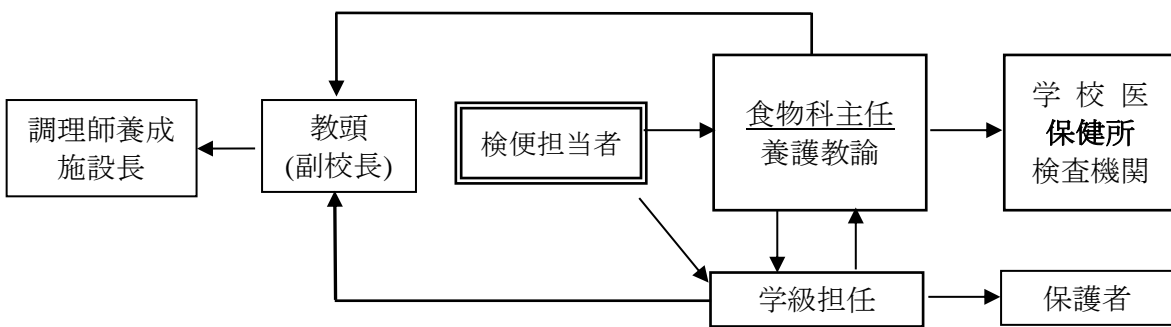 調理師養成
施設長
教頭
(副校長)
検便担当者
食物科主任
養護教諭
学校医
保健所
検査機関
学級担任
保護者